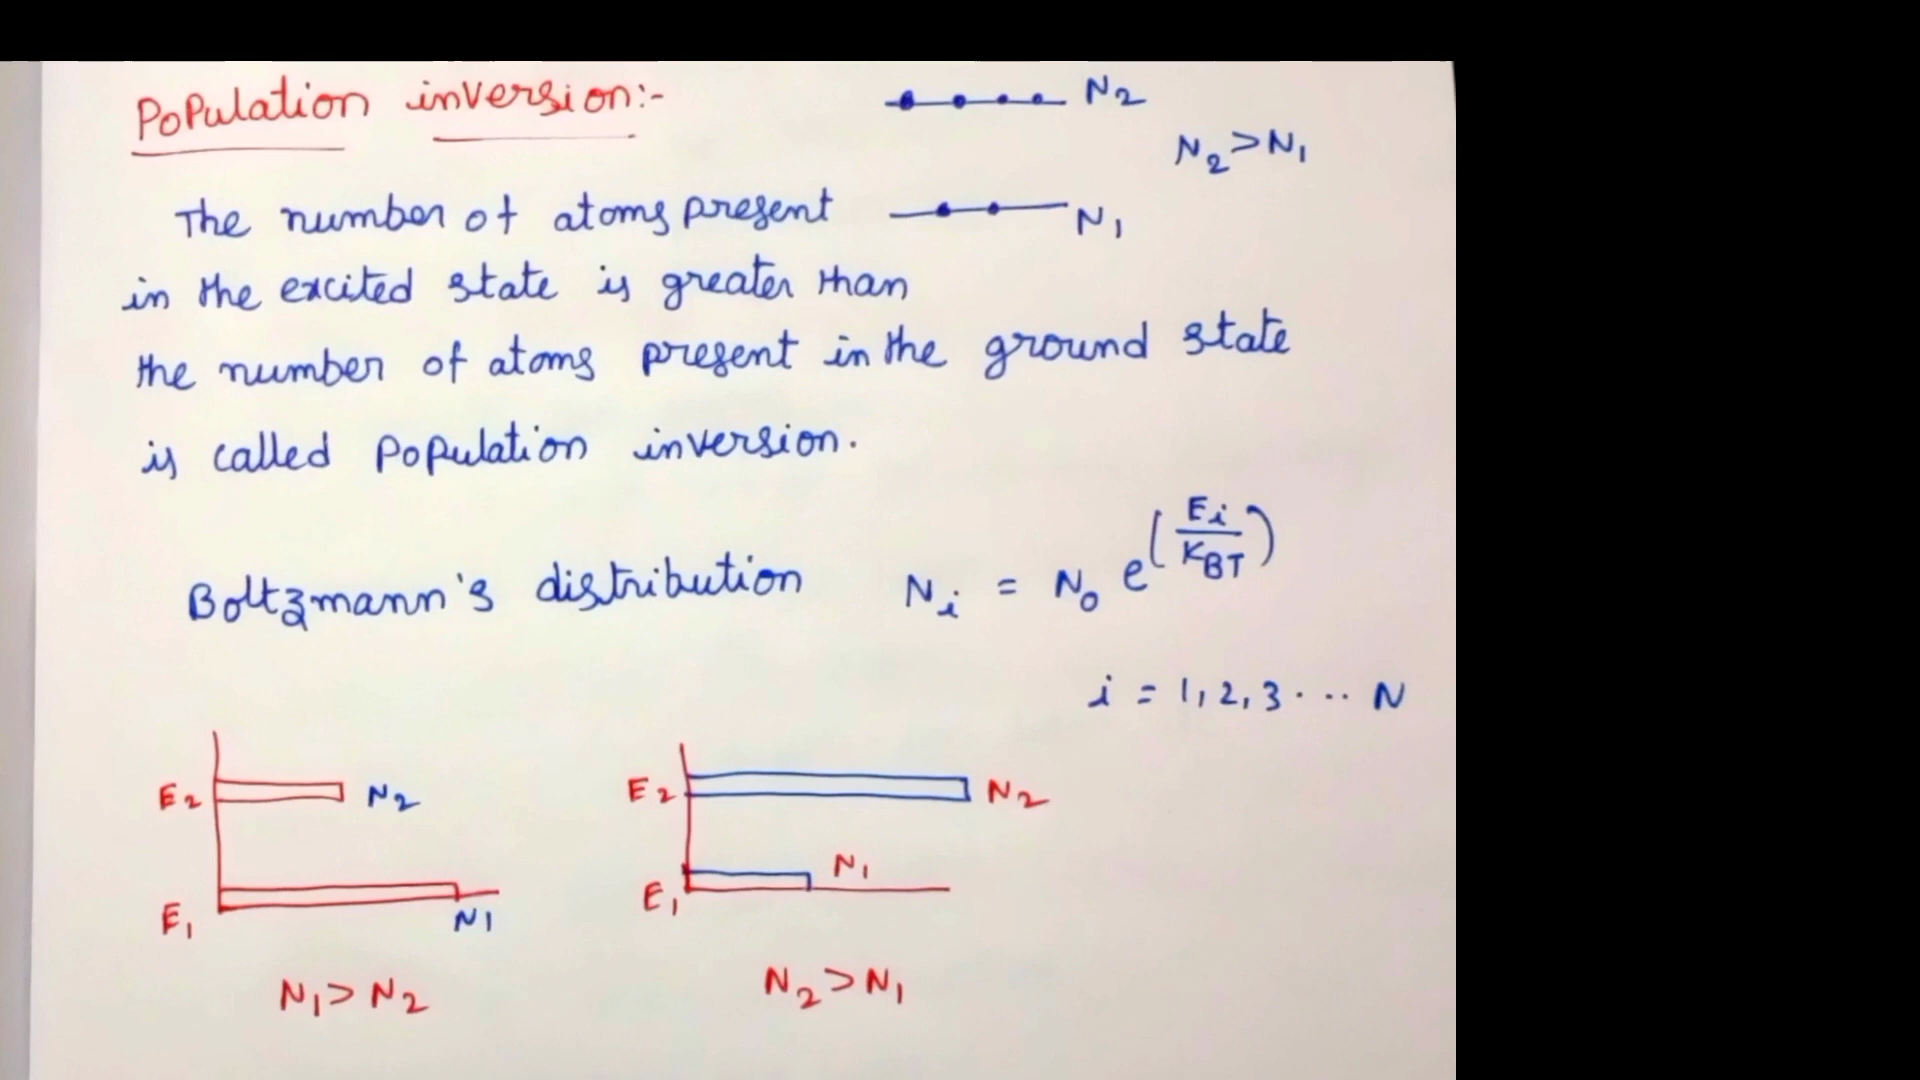 Population inversion:-
N2
N2 > N1
The number of atoms present
N1
in the excited state is greater than
the number of atoms present in the ground state
is called population inversion.
Boltzmann's distribution Ni = N0 e^(Ei/KBT)
i = 1, 2, 3 . ... N
E2 N2
E1 N1
N1 > N2
E2 N2
E1 N1
N2 > N1